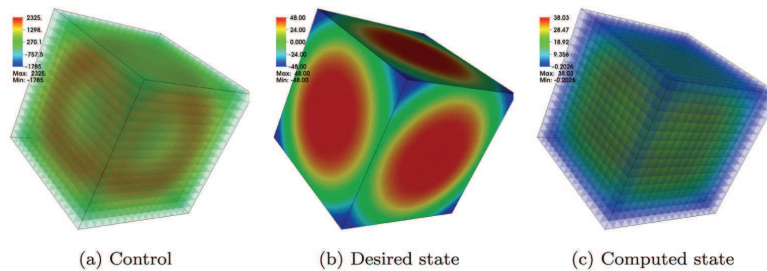 2325.
1298.
270.1
-757.5
-1785.
Max: 2325.
Min: -1785.
48.00
24.00
0.000
-24.00
-48.00
Max: 48.00
Min: -48.00
38.03
28.47
18.92
9.356
-0.2026
Max: 38.03
Min: -0.2026
(a) Control
(b) Desired state
(c) Computed state